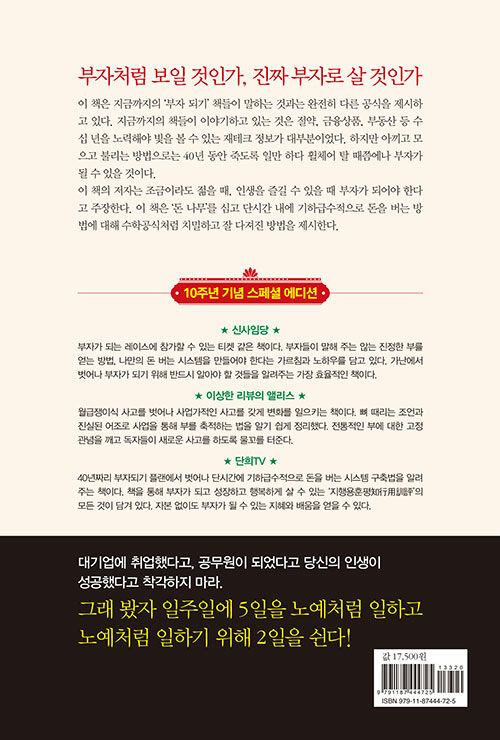 부자처럼 보일 것인가, 진짜 부자로 살 것인가
이 책은 지금까지의 '부자 되기' 책들이 말하는 것과는 완전히 다른 공식을 제시하
고 있다. 지금까지의 책들이 이야기하고 있는 것은 절약, 금융상품, 부동산 등 수
십 년을 노력해야 빛을 볼 수 있는 재테크 정보가 대부분이었다. 하지만 아끼고 모
으고 불리는 방법으로는 40년 동안 죽도록 일만 하다 휠체어 탈 때쯤에나 부자가
될 수 있을 것이다.
이 책의 저자는 조금이라도 젊을 때, 인생을 즐길 수 있을 때 부자가 되어야 한다
고 주장한다. 이 책은 '돈 나무'를 심고 단시간 내에 기하급수적으로 돈을 버는 방
법에 대해 수학공식처럼 치밀하고 잘 다져진 방법을 제시한다.
10주년 기념 스페셜 에디션
★ 신사임당 ★
부자가 되는 레이스에 참가할 수 있는 티켓 같은 책이다. 부자들이 말해 주는 않는 진정한 부를
얻는 방법, 나만의 돈 버는 시스템을 만들어야 한다는 가르침과 노하우를 담고 있다. 가난에서
벗어나 부자가 되기 위해 반드시 알아야 할 것들을 알려주는 가장 효율적인 책이다.
★ 이상한 리뷰의 앨리스 ★
월급쟁이식 사고를 벗어나 사업가적인 사고를 갖게 변화를 일으키는 책이다. 뼈 때리는 조언과
진실된 어조로 사업을 통해 부를 축적하는 법을 알기 쉽게 정리했다. 전통적인 부에 대한 고정
관념을 깨고 독자들이 새로운 사고를 하도록 물꼬를 터준다.
★ 단희TV ★
40년짜리 부자되기 플랜에서 벗어나 단시간에 기하급수적으로 돈을 버는 시스템 구축법을 알려
주는 책이다. 책을 통해 부자가 되고 성장하고 행복하게 살 수 있는 '지행용훈평知行用訓評'의
모든 것이 담겨 있다. 자본 없이도 부자가 될 수 있는 지혜와 배움을 얻을 수 있다.
대기업에 취업했다고, 공무원이 되었다고 당신의 인생이
성공했다고 착각하지 마라.
그래 봤자 일주일에 5일을 노예처럼 일하고
노예처럼 일하기 위해 2일을 쉰다!
값 17,500원
13320
9 791187 444725
ISBN 979-11-87444-72-5